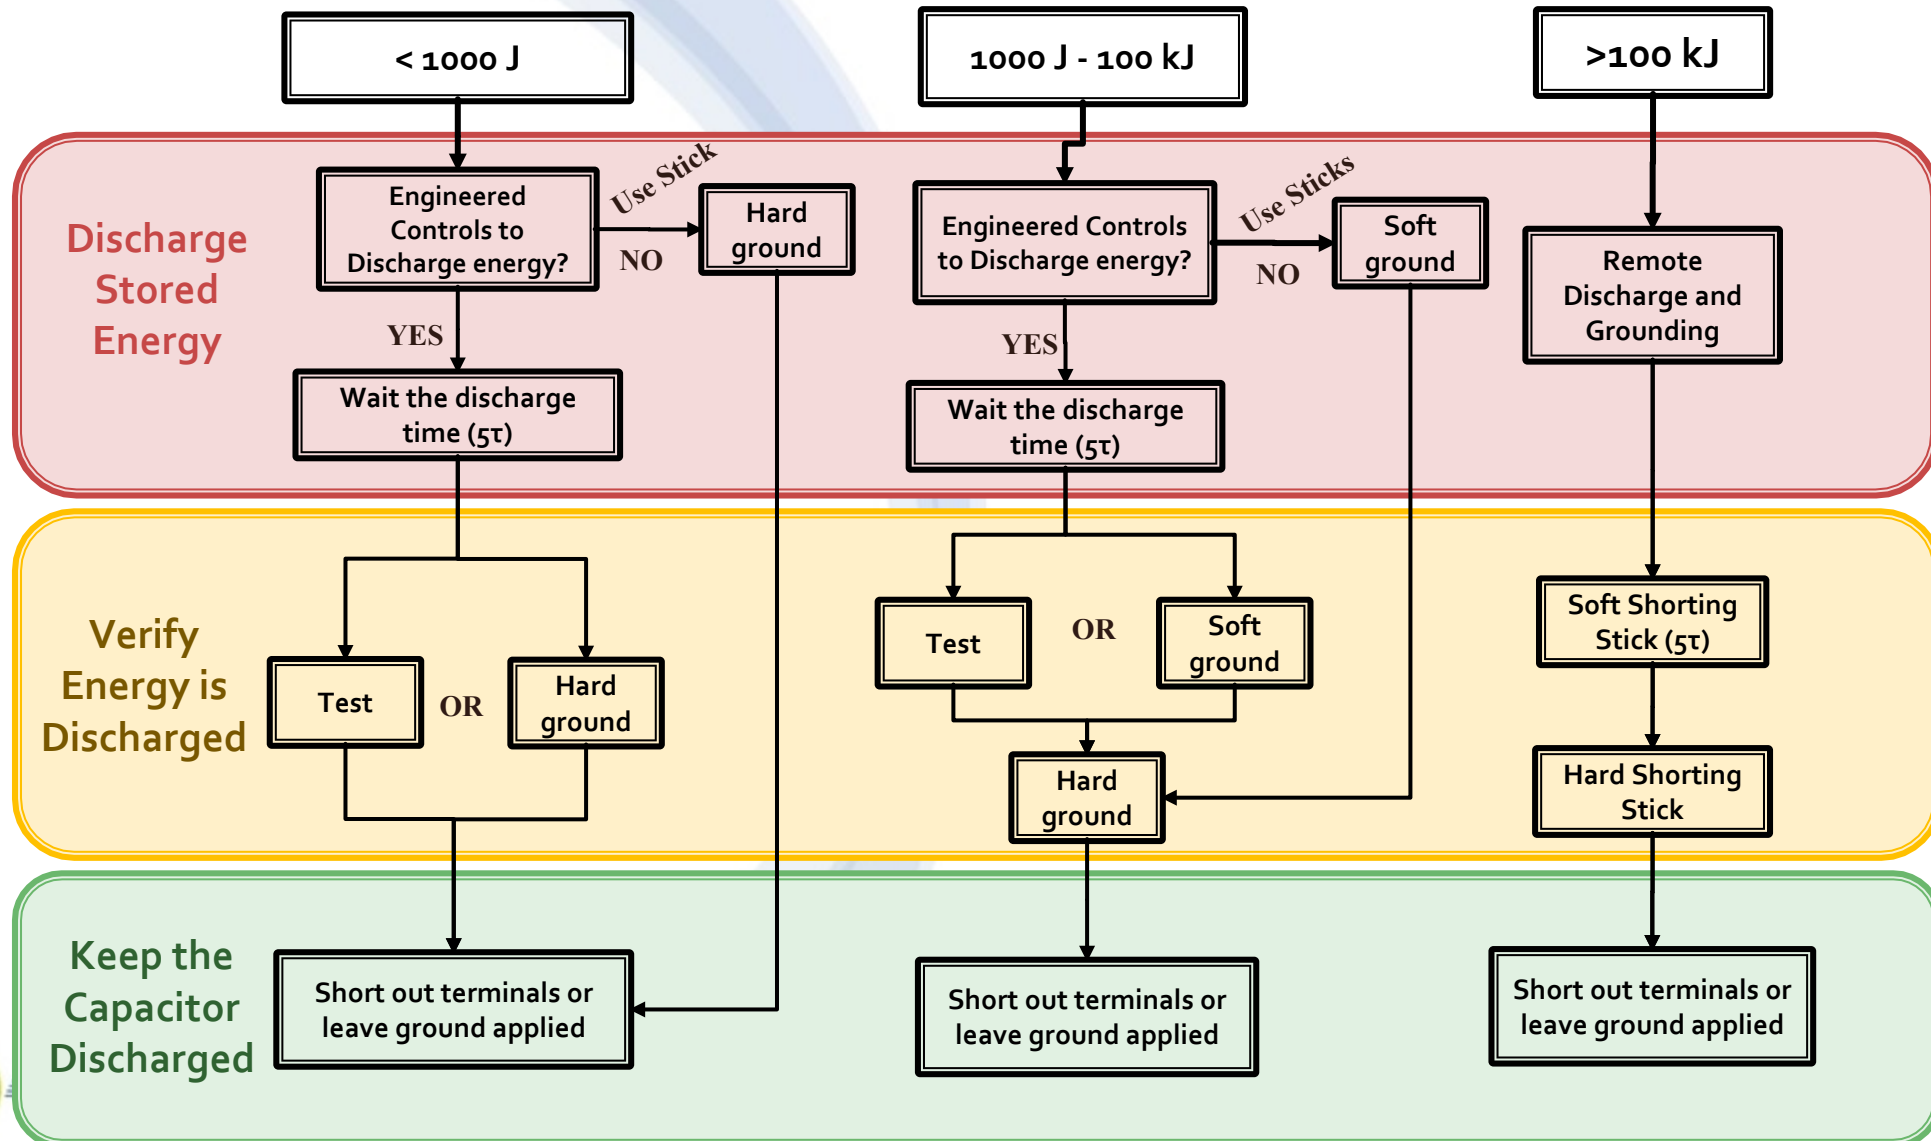 < 1000 J
1000 J - 100 kJ
>100 kJ
Discharge
Stored
Energy
Engineered
Controls to
Discharge energy?
Use Stick
NO
Hard
ground
YES
Wait the discharge
time (5τ)
Engineered Controls
to Discharge energy?
Use Sticks
NO
Soft
ground
YES
Wait the discharge
time (5τ)
Remote
Discharge and
Grounding
Verify
Energy is
Discharged
Test
OR
Hard
ground
Test
OR
Soft
ground
Hard
ground
Soft Shorting
Stick (5τ)
Hard Shorting
Stick
Keep the
Capacitor
Discharged
Short out terminals or
leave ground applied
Short out terminals or
leave ground applied
Short out terminals or
leave ground applied